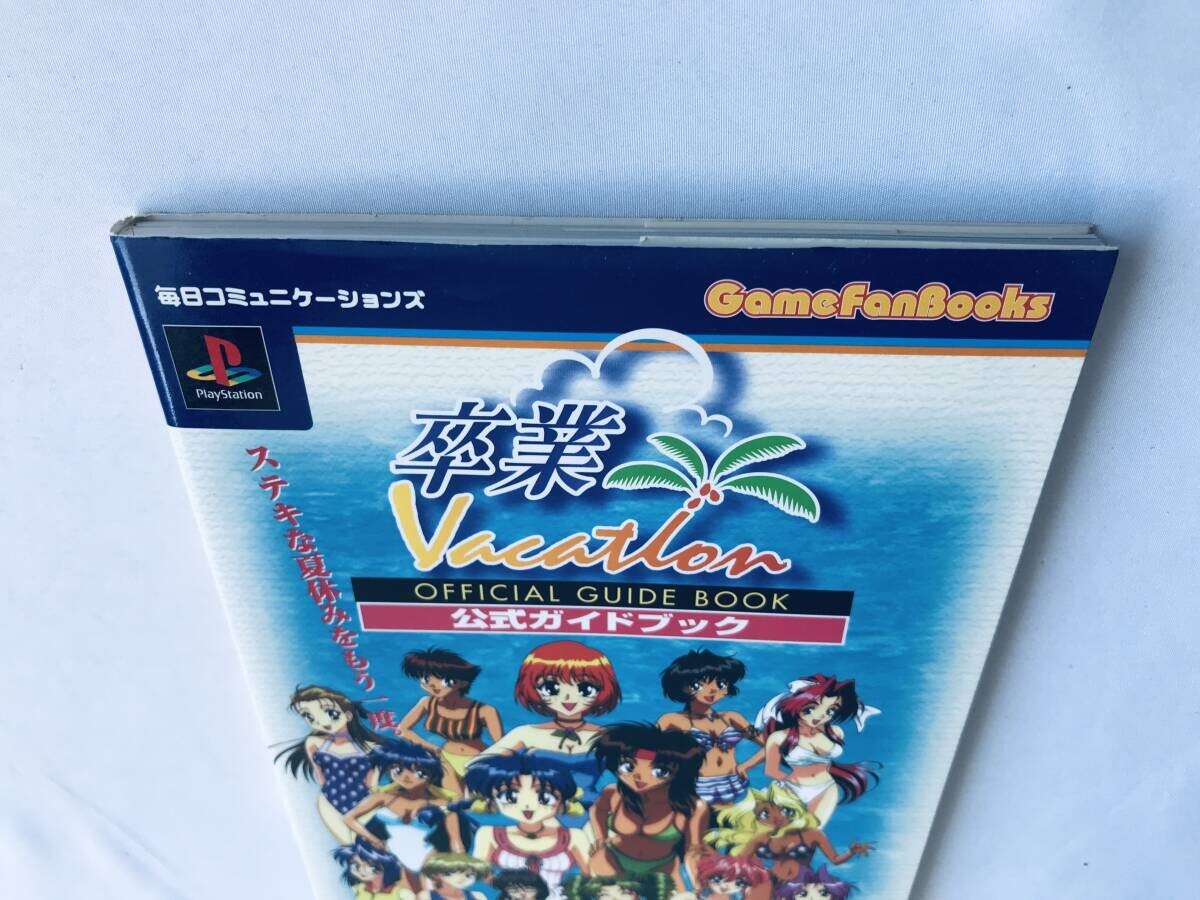 毎日コミュニケーションズ
GameFanBooks
PlayStation
卒業
Vacation
OFFICIAL GUIDE BOOK
公式ガイドブック
ステキな夏休みをもう一度。